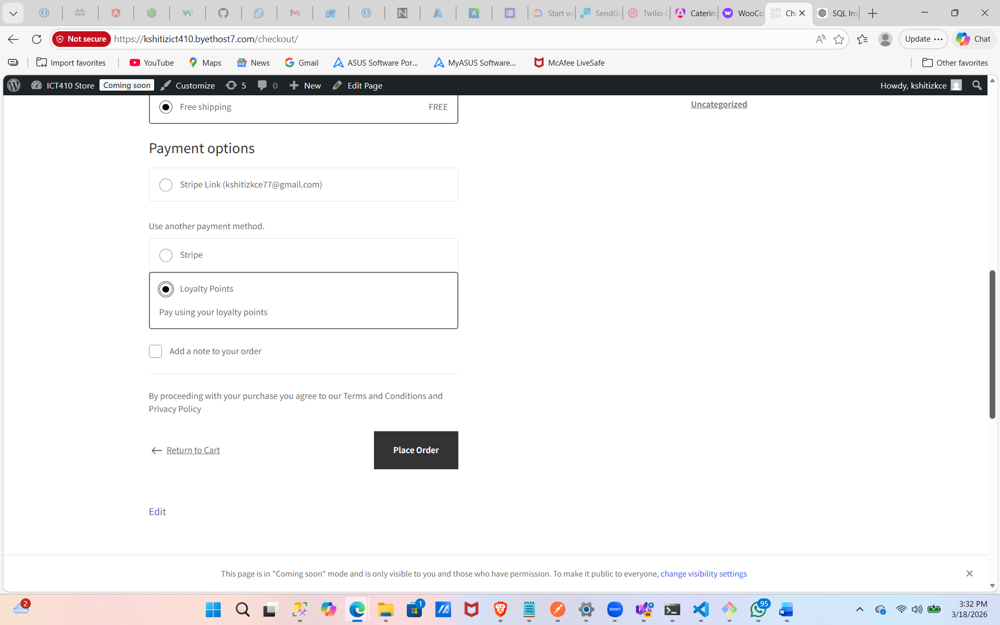 Start wi
SendGr
Twilio C
Catering
WooCo
Che
SQL Ins
Not secure
https://kshitizict410.byethost7.com/checkout/
Update
Chat
Import favorites
YouTube
Maps
News
Gmail
ASUS Software Por...
MyASUS Software...
McAfee LiveSafe
Other favorites
ICT410 Store
Coming soon
Customize
5
0
New
Edit Page
Howdy, kshitizkce
Free shipping
FREE
Uncategorized
Payment options
Stripe Link (kshitizkce77@gmail.com)
Use another payment method.
Stripe
Loyalty Points
Pay using your loyalty points
Add a note to your order
By proceeding with your purchase you agree to our Terms and Conditions and
Privacy Policy
Return to Cart
Place Order
Edit
This page is in "Coming soon" mode and is only visible to you and those who have permission. To make it public to everyone, change visibility settings
2
1
zoom
95
3:32 PM
3/18/2026